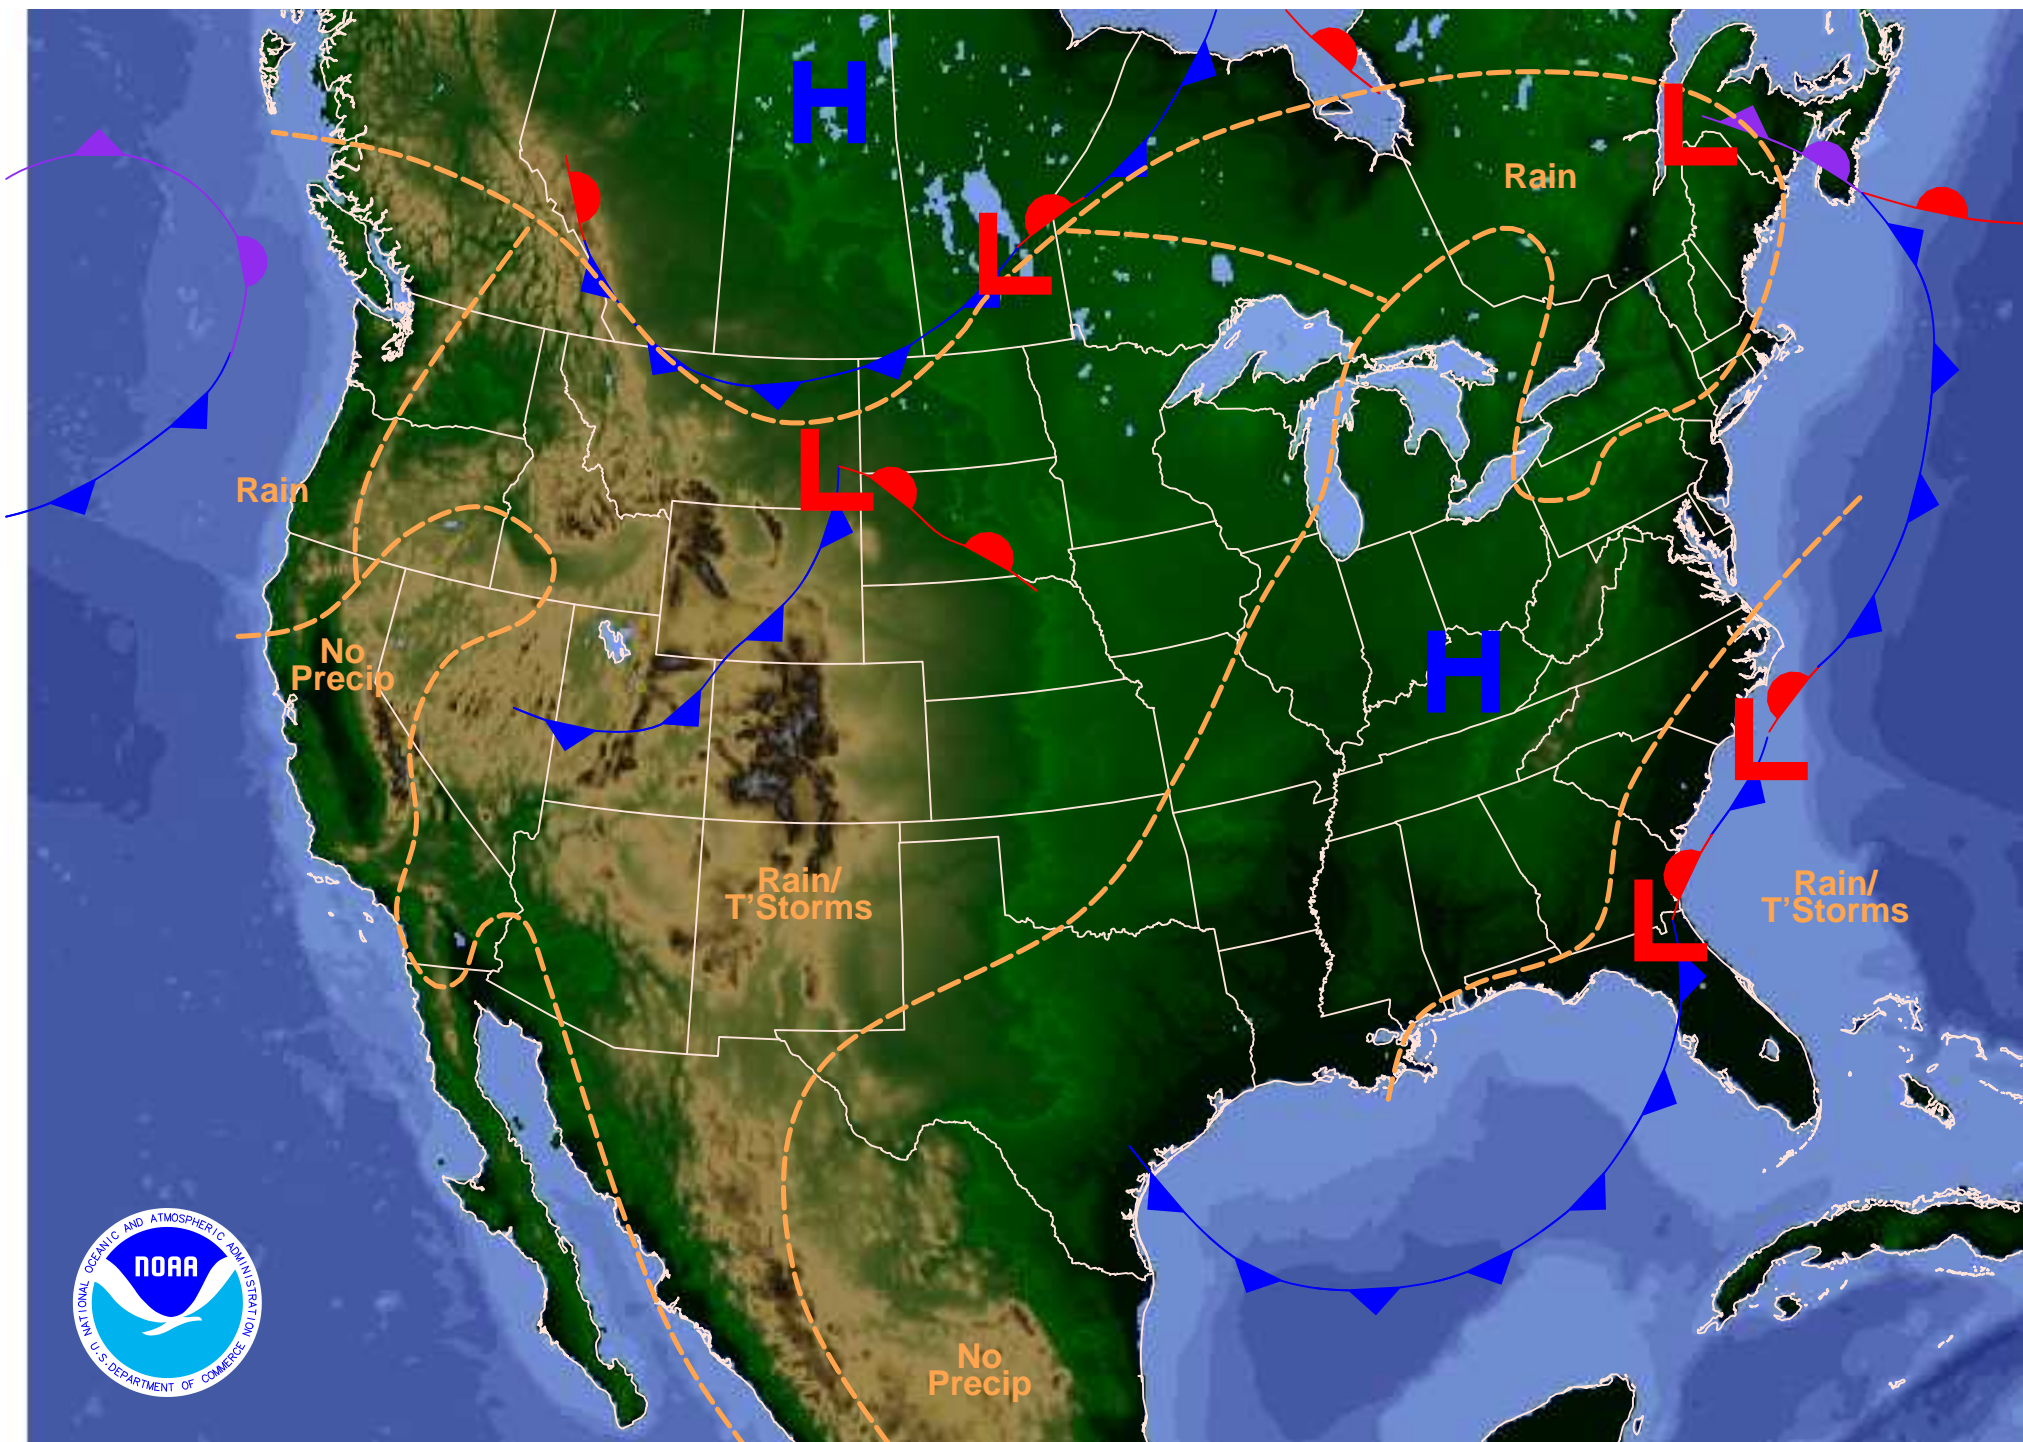 H
L
Rain
L
L
Rain
No
Precip
H
L
Rain/
T'Storms
Rain/
T'Storms
L
NATIONAL OCEANIC AND ATMOSPHERIC ADMINISTRATION
NOAA
U.S. DEPARTMENT OF COMMERCE
No
Precip